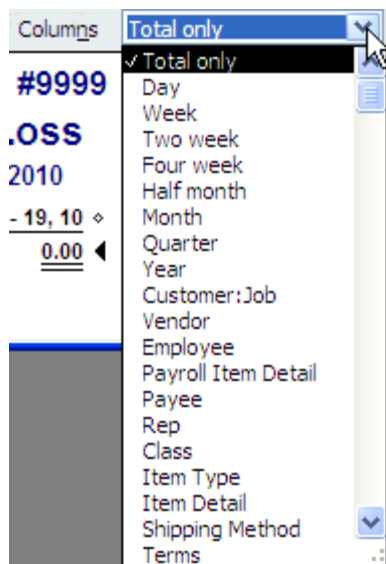 Columns Total only
✓ Total only
#9999
Day
Week
.OSS
Two week
Four week
2010
Half month
- 19, 10
Month
0.00
Quarter
Year
Customer:Job
Vendor
Employee
Payroll Item Detail
Payee
Rep
Class
Item Type
Item Detail
Shipping Method
Terms